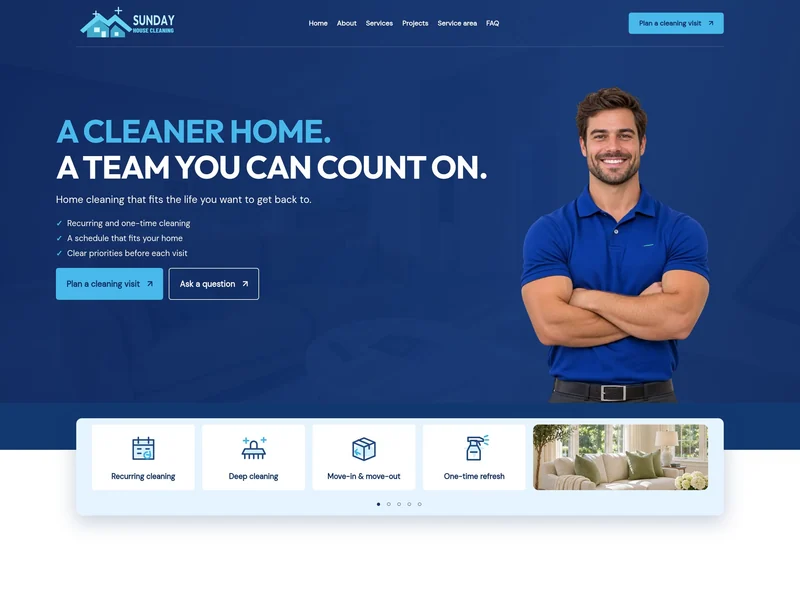 SUNDAY
HOUSE CLEANING
Home About Services Projects Service area FAQ
Plan a cleaning visit
A CLEANER HOME.
A TEAM YOU CAN COUNT ON.
Home cleaning that fits the life you want to get back to.
✓ Recurring and one-time cleaning
✓ A schedule that fits your home
✓ Clear priorities before each visit
Plan a cleaning visit
Ask a question
Recurring cleaning
Deep cleaning
Move-in & move-out
One-time refresh